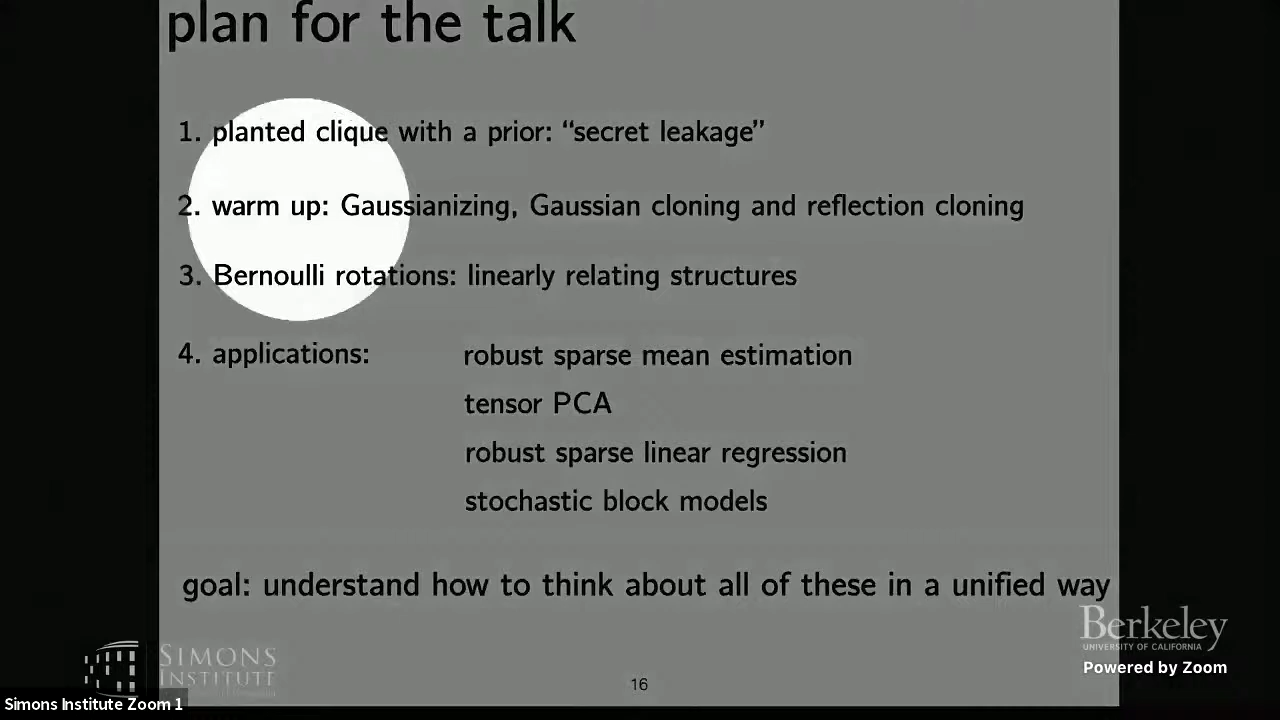 plan for the talk
1. planted clique with a prior: “secret leakage”
2. warm up: Gaussianizing, Gaussian cloning and reflection cloning
3. Bernoulli rotations: linearly relating structures
4. applications: robust sparse mean estimation
tensor PCA
robust sparse linear regression
stochastic block models
goal: understand how to think about all of these in a unified way
Berkeley
UNIVERSITY OF CALIFORNIA
Powered by Zoom
SIMONS
INSTITUTE
16
Simons Institute Zoom 1